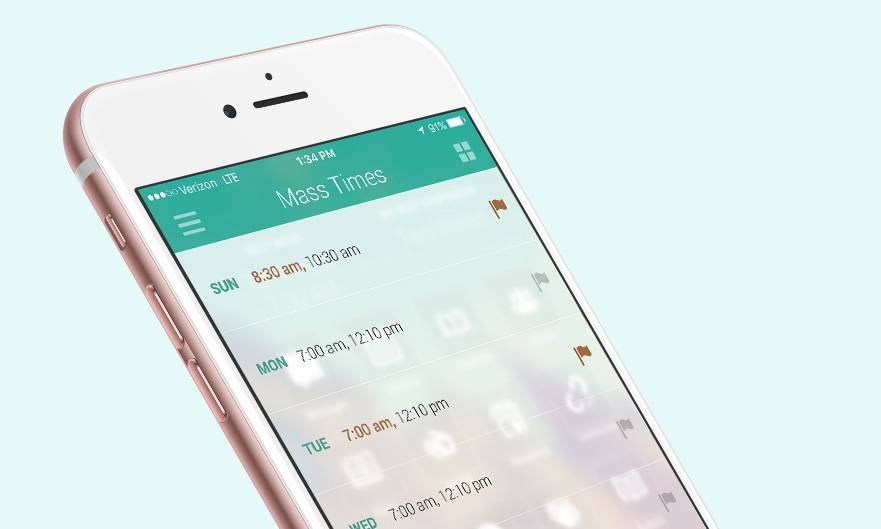 Verizon LTE 1:34 PM 91%
Mass Times
SUN 8:30 am, 10:30 am
MON 7:00 am, 12:10 pm
TUE 7:00 am, 12:10 pm
WED 7:00 am, 12:10 pm